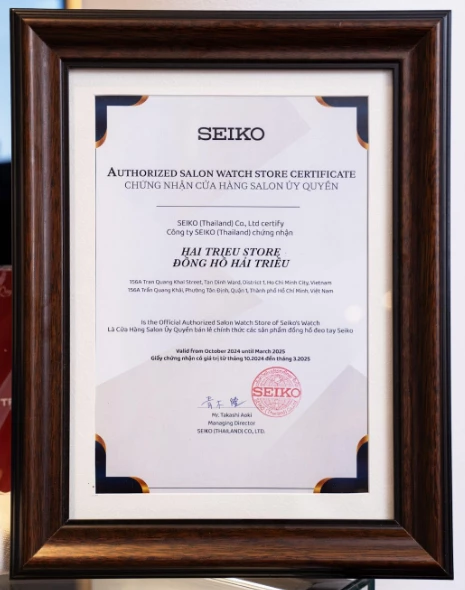 SEIKO
AUTHORIZED SALON WATCH STORE CERTIFICATE
CHỨNG NHẬN CỬA HÀNG SALON ỦY QUYỀN
SEIKO (Thailand) Co., Ltd certify
Công ty SEIKO (Thailand) chứng nhận
HAI TRIEU STORE
ĐỒNG HỒ HẢI TRIỀU
156A Tran Quang Khai Street, Tan Dinh Ward, District 1, Ho Chi Minh City, Vietnam
156A Trần Quang Khải, Phường Tân Định, Quận 1, Thành phố Hồ Chí Minh, Việt Nam
Is the Official Authorized Salon Watch Store of Seiko's Watch
Là Cửa Hàng Salon Ủy Quyền bán lẻ chính thức các sản phẩm đồng hồ đeo tay Seiko
Valid from October 2024 until March 2025
Giấy chứng nhận có giá trị từ tháng 10.2024 đến tháng 3.2025
SEIKO
Mr. Takashi Aoki
Managing Director
SEIKO (THAILAND) CO., LTD.